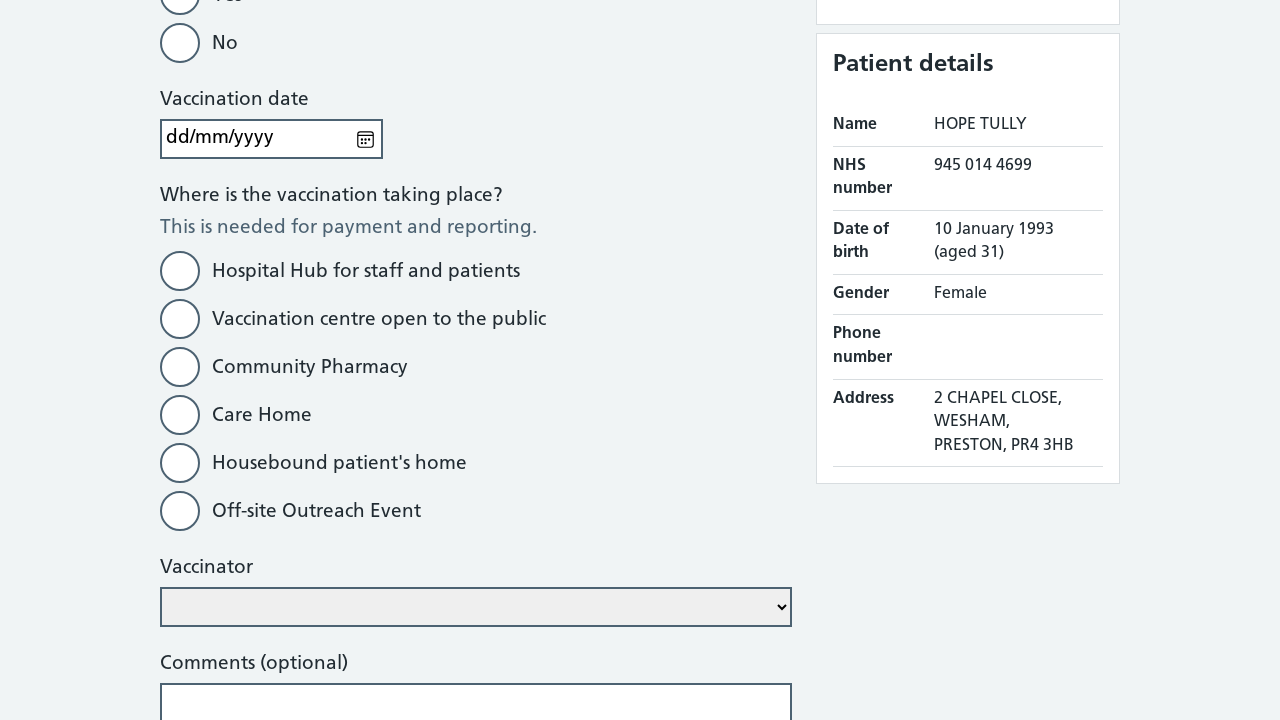 Yes
No
Vaccination date
dd/mm/yyyy
Where is the vaccination taking place?
This is needed for payment and reporting.
Hospital Hub for staff and patients
Vaccination centre open to the public
Community Pharmacy
Care Home
Housebound patient's home
Off-site Outreach Event
Vaccinator
Comments (optional)
Patient details
Name HOPE TULLY
NHS 945 014 4699
number
Date of 10 January 1993
birth (aged 31)
Gender Female
Phone
number
Address 2 CHAPEL CLOSE,
WESHAM,
PRESTON, PR4 3HB